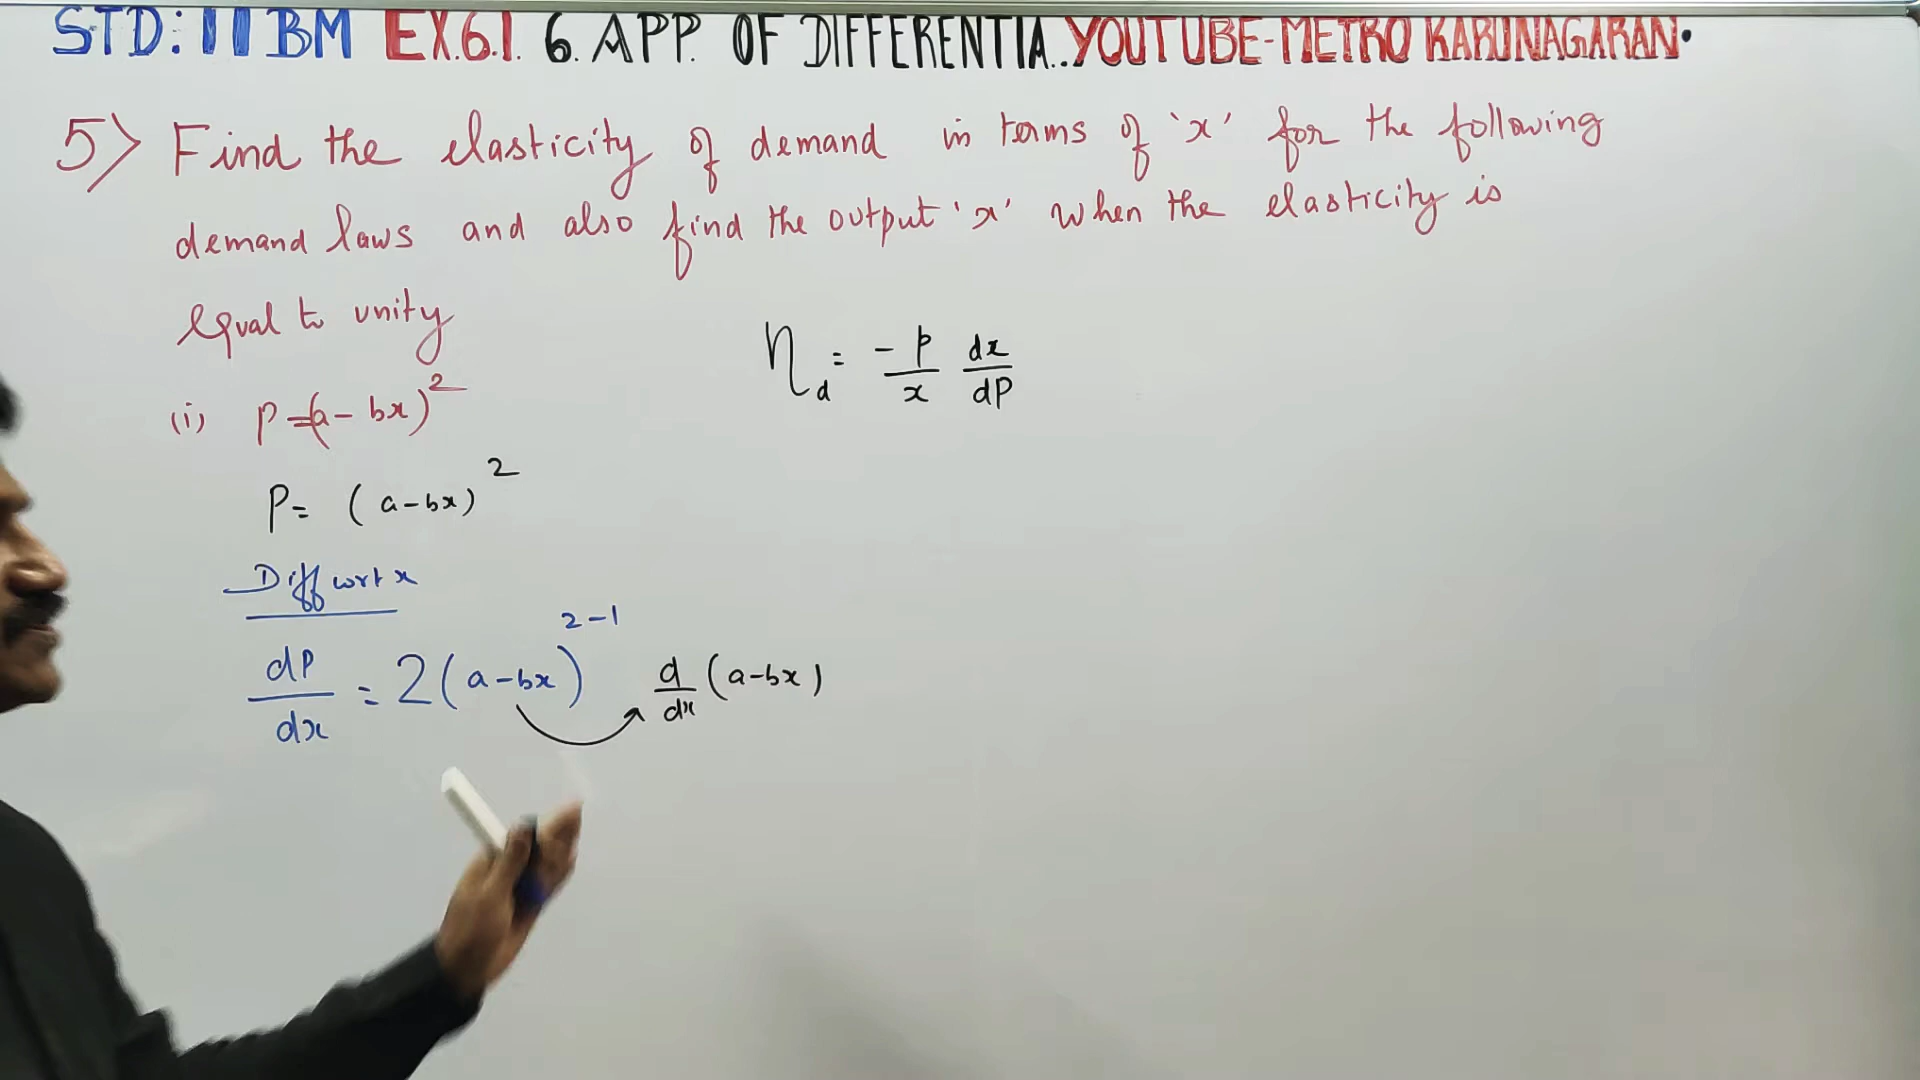 STD: 11 BM EX.6.1. 6. APP. OF DIFFERENTIA.. YOUTUBE-METRO KARUNAGARAN.
5) Find the elasticity of demand in terms of 'x' for the following
demand laws and also find the output 'x' when the elasticity is
equal to unity
η_d = -p/x dx/dp
(i) p = (a - bx)^2
P = (a-bx)^2
Diff wrt x
dp/dx = 2(a-bx)^2-1 d/dx (a-bx)